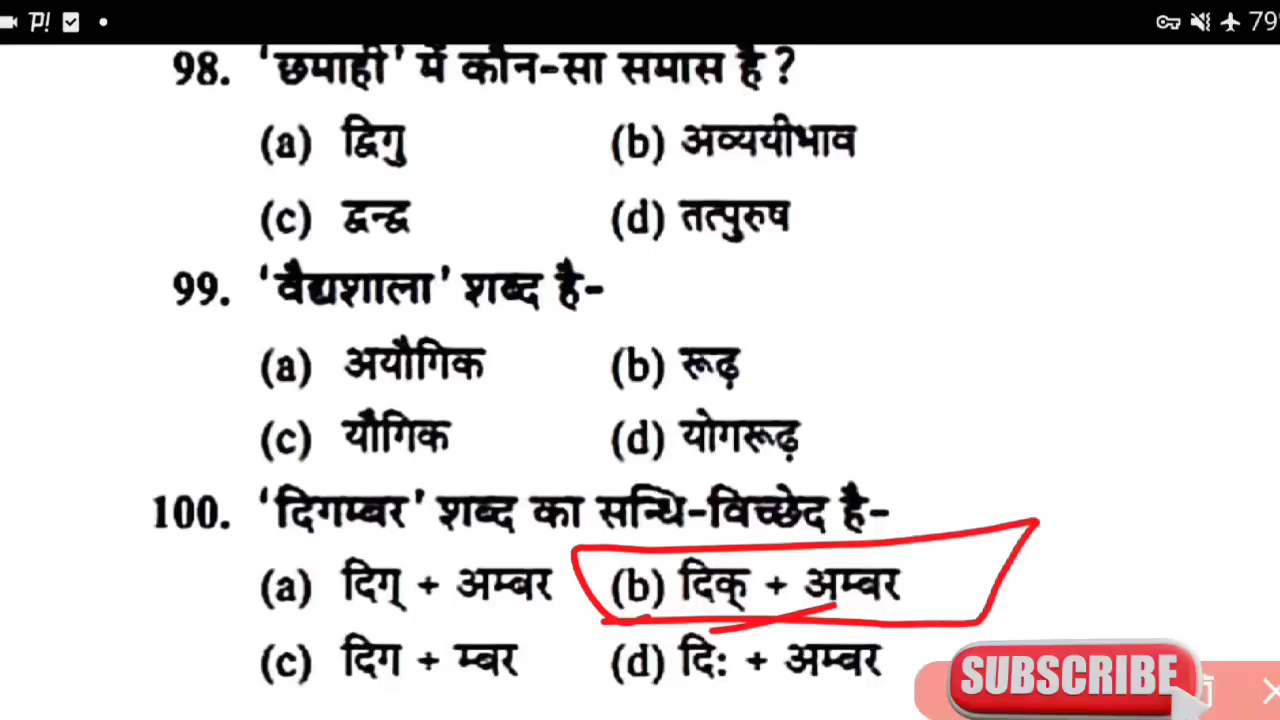 P! 79
98. 'छमाही' में कौन-सा समास है ?
(a) द्विगु (b) अव्ययीभाव
(c) द्वन्द्व (d) तत्पुरुष
99. 'वैद्यशाला' शब्द है-
(a) अयौगिक (b) रूढ़
(c) यौगिक (d) योगरूढ़
100. 'दिगम्बर' शब्द का सन्धि-विच्छेद है-
(a) दिग् + अम्बर (b) दिक् + अम्बर
(c) दिग + म्बर (d) दिः + अम्बर
SUBSCRIBE